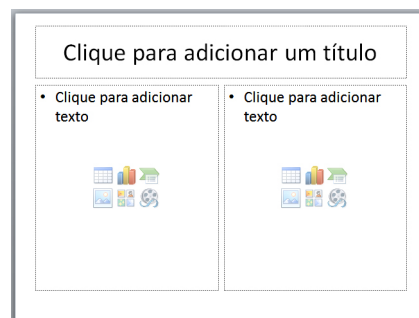 Clique para adicionar um título
• Clique para adicionar
texto
• Clique para adicionar
texto